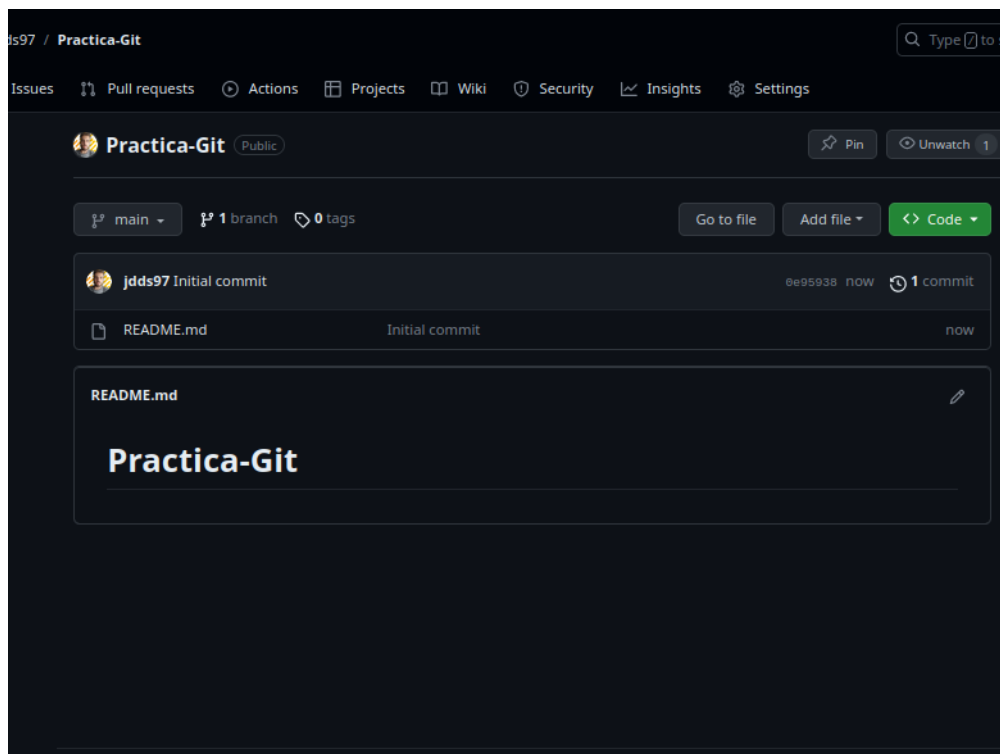 ds97 / Practica-Git
Type / to
Issues Pull requests Actions Projects Wiki Security Insights Settings
Practica-Git Public Pin Unwatch 1
main 1 branch 0 tags Go to file Add file Code
jdds97 Initial commit 0e95938 now 1 commit
README.md Initial commit now
README.md
Practica-Git